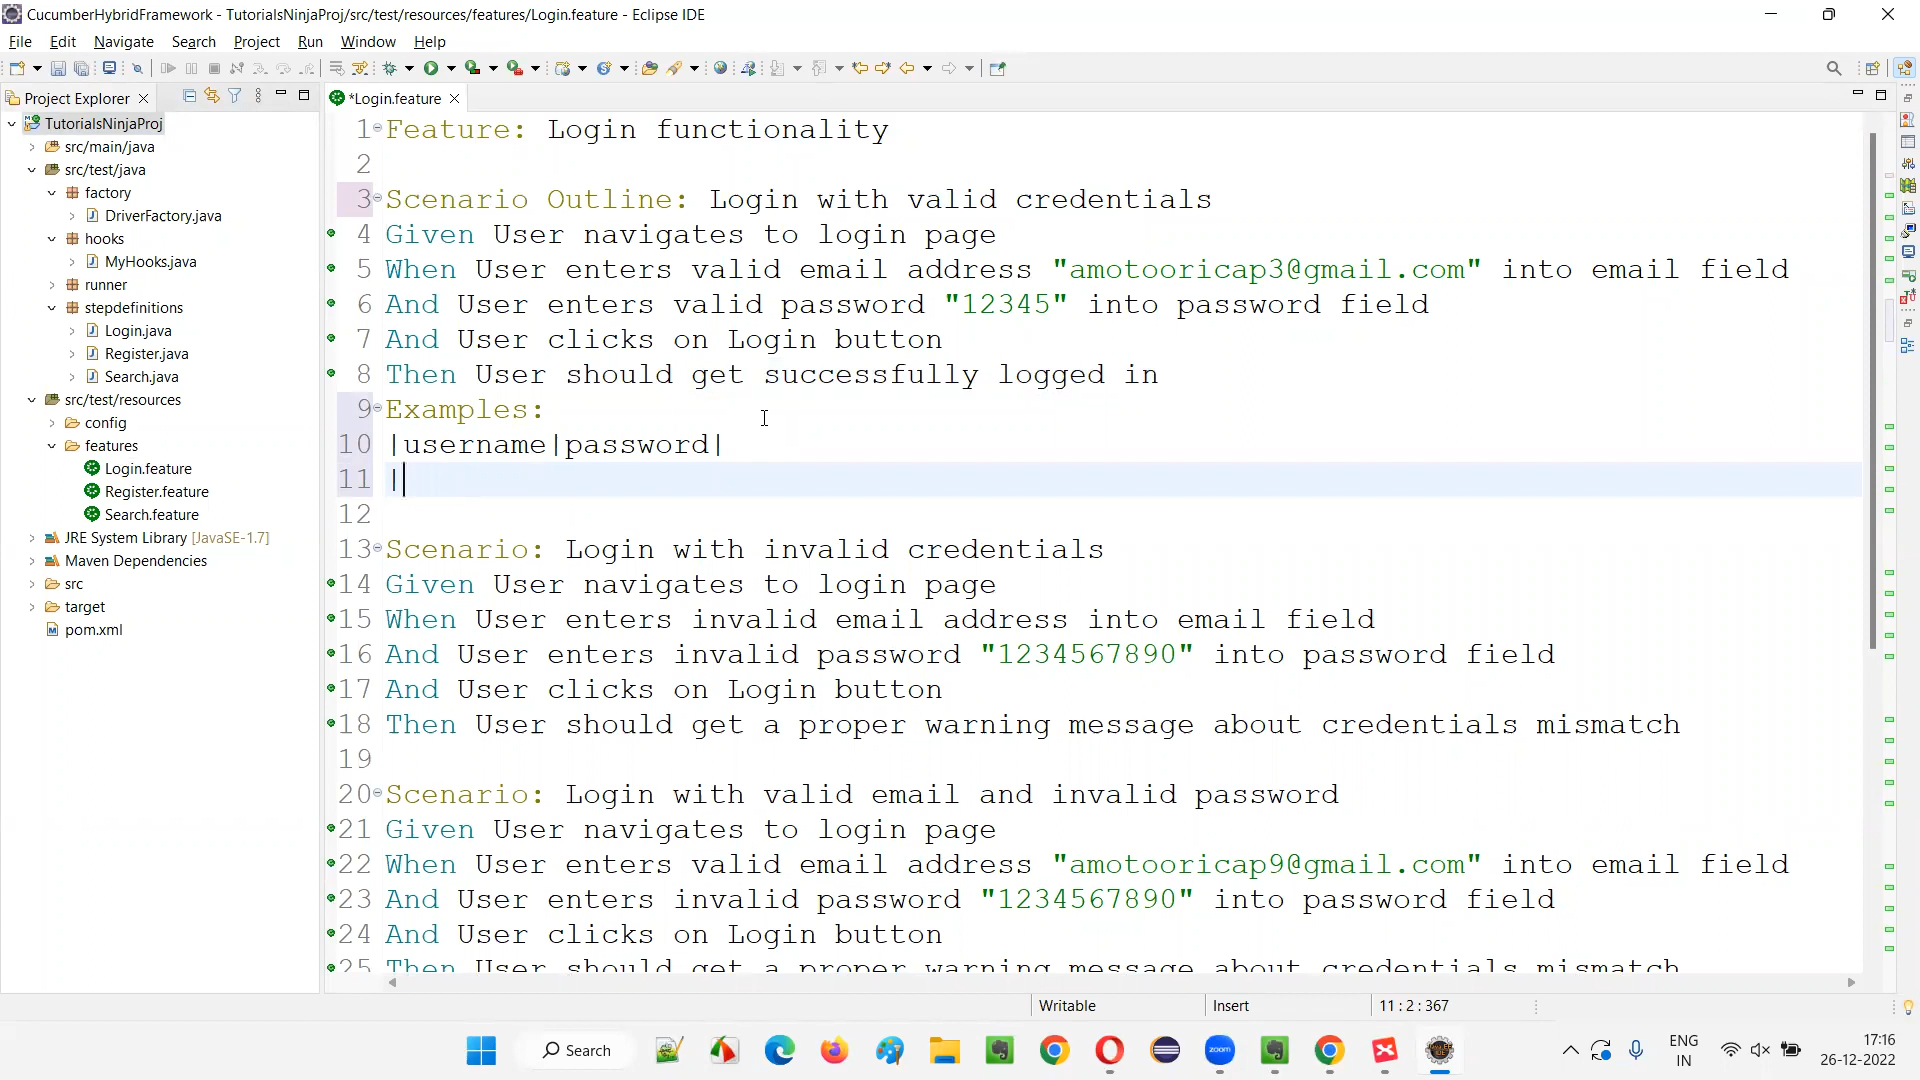 CucumberHybridFramework - TutorialsNinjaProj/src/test/resources/features/Login.feature - Eclipse IDE
File Edit Navigate Search Project Run Window Help
Project Explorer
*Login.feature
TutorialsNinjaProj
src/main/java
src/test/java
factory
DriverFactory.java
hooks
MyHooks.java
runner
stepdefinitions
Login.java
Register.java
Search.java
src/test/resources
config
features
Login.feature
Register.feature
Search.feature
JRE System Library [JavaSE-1.7]
Maven Dependencies
src
target
pom.xml
1 Feature: Login functionality
2
3 Scenario Outline: Login with valid credentials
4 Given User navigates to login page
5 When User enters valid email address "amotooricap3@gmail.com" into email field
6 And User enters valid password "12345" into password field
7 And User clicks on Login button
8 Then User should get successfully logged in
9 Examples:
10 |username|password|
11 |
12
13 Scenario: Login with invalid credentials
14 Given User navigates to login page
15 When User enters invalid email address into email field
16 And User enters invalid password "1234567890" into password field
17 And User clicks on Login button
18 Then User should get a proper warning message about credentials mismatch
19
20 Scenario: Login with valid email and invalid password
21 Given User navigates to login page
22 When User enters valid email address "amotooricap9@gmail.com" into email field
23 And User enters invalid password "1234567890" into password field
24 And User clicks on Login button
25 Then User should get a proper warning message about credentials mismatch
Writable Insert 11 : 2 : 367
Search
zoom
ENG
IN
17:16
26-12-2022